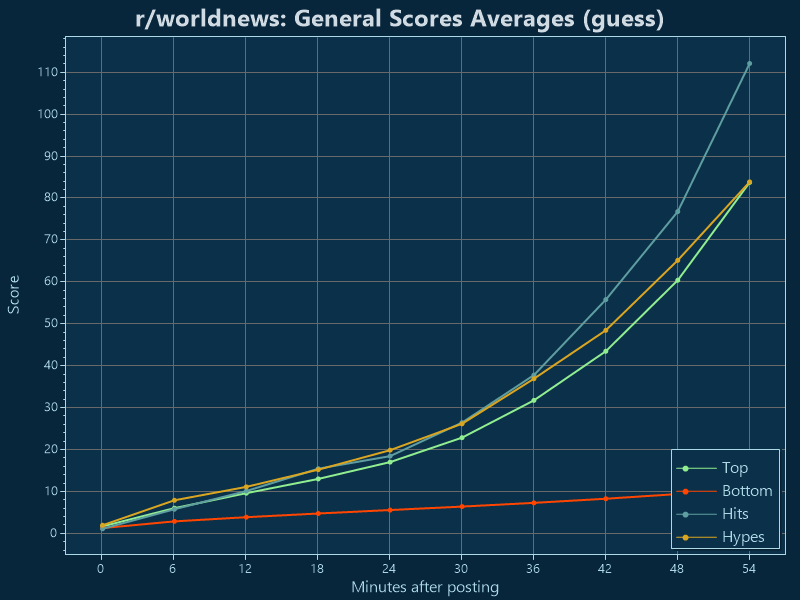 r/worldnews: General Scores Averages (guess)
110
100
90
80
70
60
50
40
30
20
10
0
Score
Top
Bottom
Hits
Hypes
0 6 12 18 24 30 36 42 48 54
Minutes after posting